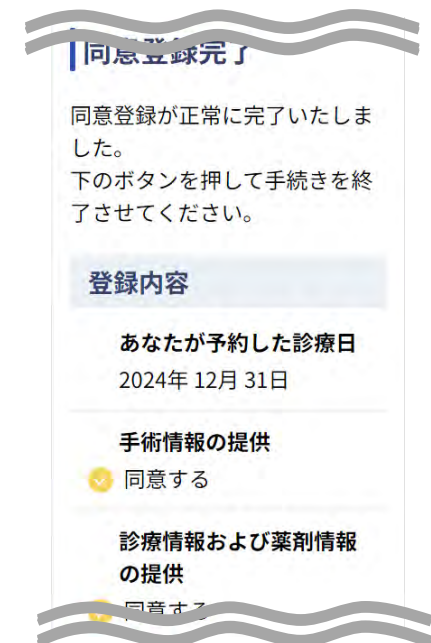 同意登録完了
同意登録が正常に完了いたしま
した。
下のボタンを押して手続きを終
了させてください。
登録内容
あなたが予約した診療日
2024年 12月 31日
手術情報の提供
同意する
診療情報および薬剤情報
の提供
同意する